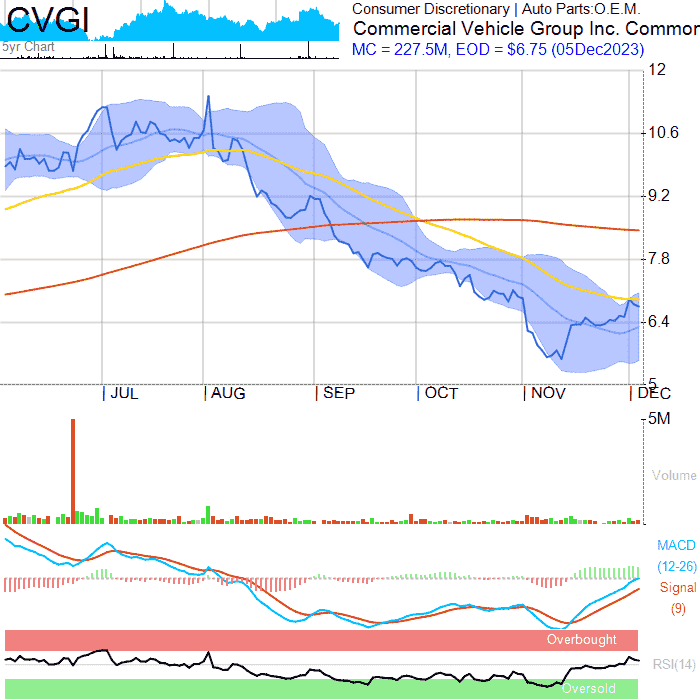 CVGI
5yr Chart
Consumer Discretionary | Auto Parts:O.E.M.
Commercial Vehicle Group Inc. Common
MC = 227.5M, EOD = $6.75 (05Dec2023)
12
10.6
9.2
7.8
6.4
5
JUL AUG SEP OCT NOV DEC
5M
Volume
MACD
(12-26)
Signal
(9)
Overbought
RSI(14)
Oversold